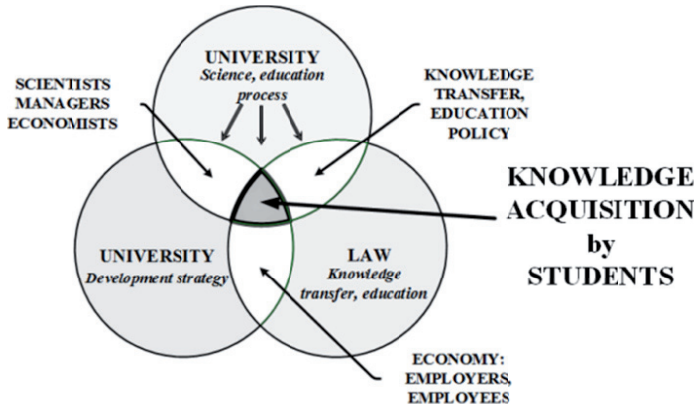 UNIVERSITY
Science, education
process
SCIENTISTS
MANAGERS
ECONOMISTS
KNOWLEDGE
TRANSFER,
EDUCATION
POLICY
KNOWLEDGE
ACQUISITION
by
STUDENTS
UNIVERSITY
Development strategy
LAW
Knowledge
transfer, education
ECONOMY:
EMPLOYERS,
EMPLOYEES